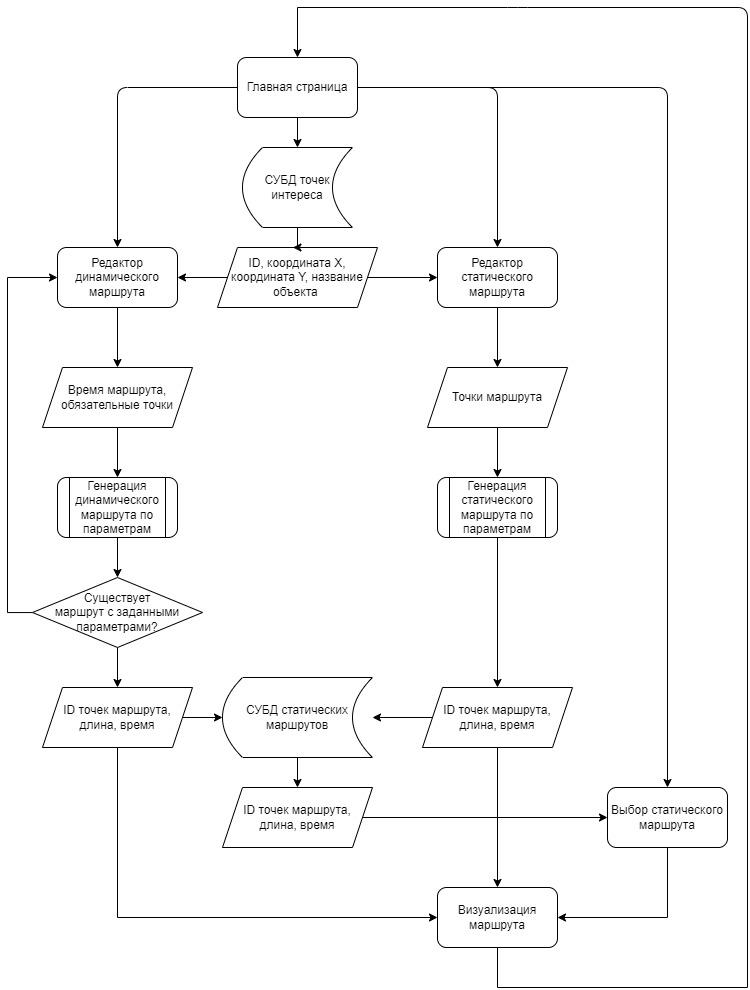 Главная страница
СУБД точек
интереса
Редактор
динамического
маршрута
ID, координата X,
координата Y, название
объекта
Редактор
статического
маршрута
Время маршрута,
обязательные точки
Точки маршрута
Генерация
динамического
маршрута по
параметрам
Генерация
статического
маршрута по
параметрам
Существует
маршрут с заданными
параметрами?
ID точек маршрута,
длина, время
СУБД статических
маршрутов
ID точек маршрута,
длина, время
ID точек маршрута,
длина, время
Выбор статического
маршрута
Визуализация
маршрута